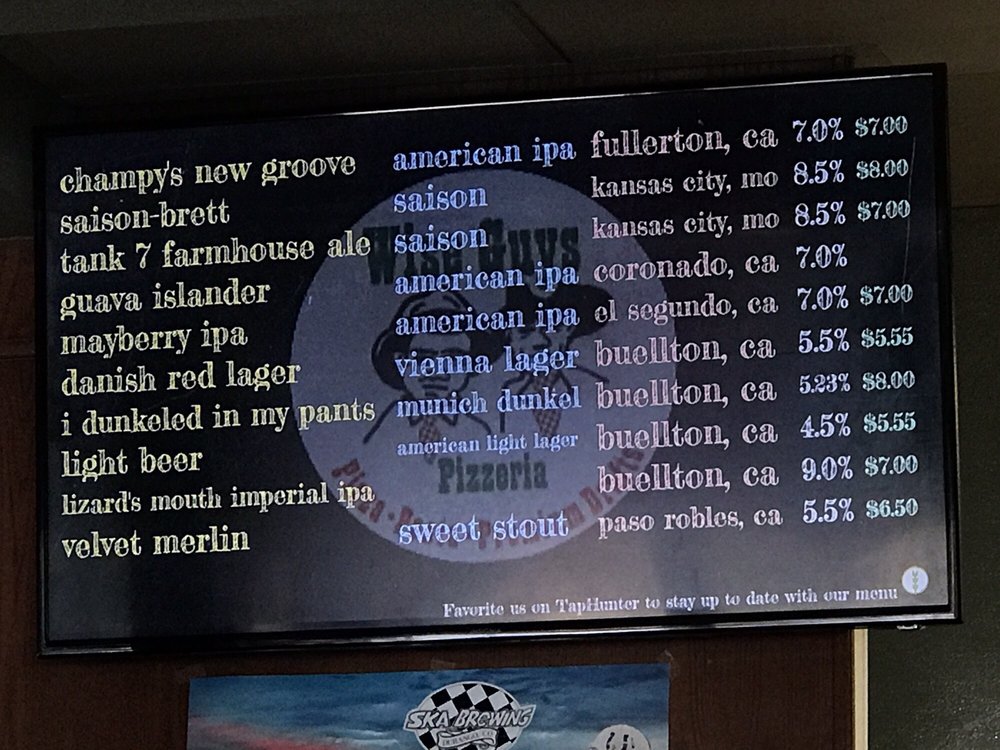 champy's new groove american ipa fullerton, ca 7.0% $7.00
saison-brett saison kansas city, mo 8.5% $8.00
tank 7 farmhouse ale saison kansas city, mo 8.5% $7.00
guava islander american ipa coronado, ca 7.0%
mayberry ipa american ipa el segundo, ca 7.0% $7.00
danish red lager vienna lager buellton, ca 5.5% $5.55
i dunkeled in my pants munich dunkel buellton, ca 5.23% $8.00
light beer american light lager buellton, ca 4.5% $5.55
lizard's mouth imperial ipa buellton, ca 9.0% $7.00
velvet merlin sweet stout paso robles, ca 5.5% $6.50
Wise Guys
Pizzeria
Pizza
Favorite us on TapHunter to stay up to date with our menu
SKA BREWING
DURANGO, CO